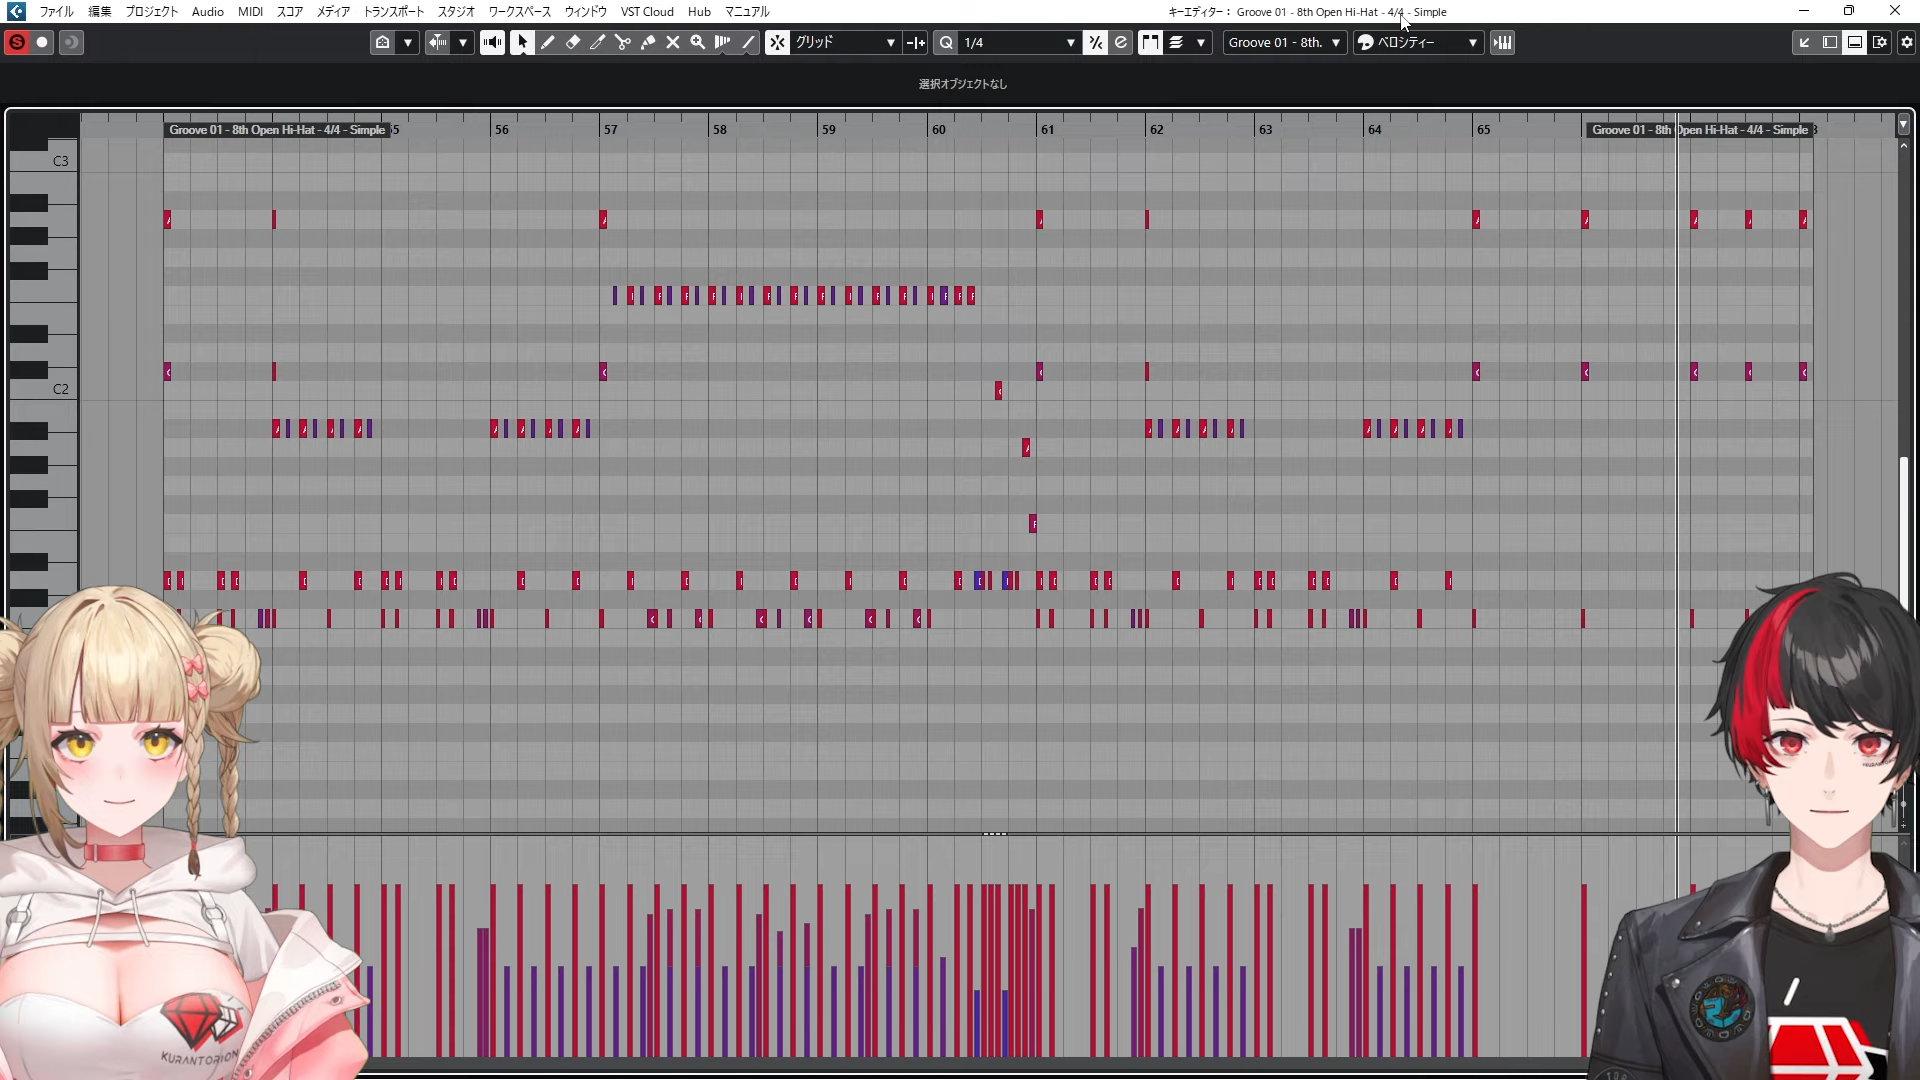 ファイル 編集 プロジェクト Audio MIDI スコア メディア トランスポート スタジオ ワークスペース ウィンドウ VST Cloud Hub マニュアル
キーエディター： Groove 01 - 8th Open Hi-Hat - 4/4 - Simple
S グリッド Q 1/4 Groove 01 - 8th. ベロシティー
選択オブジェクトなし
Groove 01 - 8th Open Hi-Hat - 4/4 - Simple 5 56 57 58 59 60 61 62 63 64 65 Groove 01 - 8th Open Hi-Hat - 4/4 - Simple
C3
C2
KURANTORION